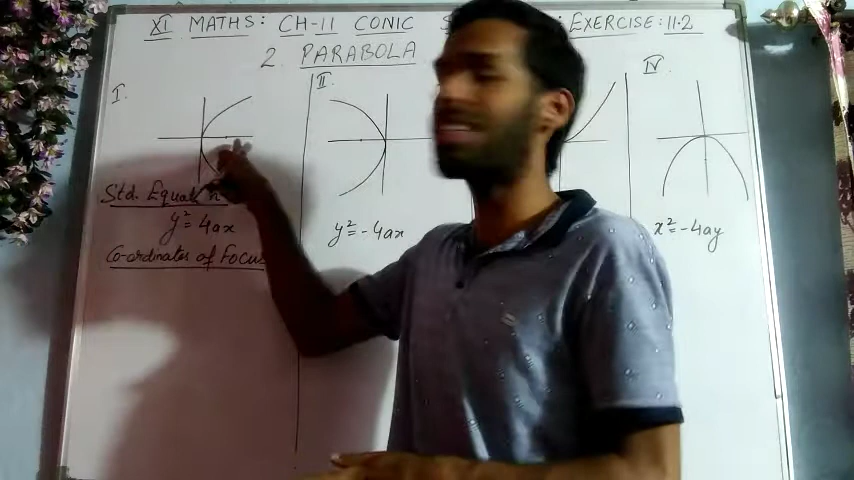 XI MATHS: CH-11 CONIC : EXERCISE: 11.2
2. PARABOLA
I. II. IV.
Std. Equatn
y² = 4ax y² = -4ax x² = -4ay
Co-ordinates of Focus